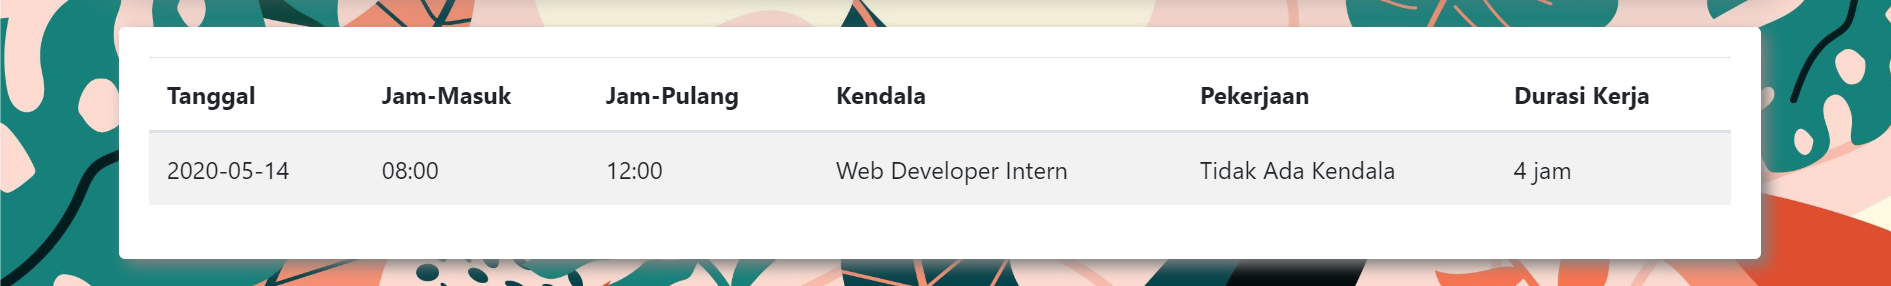 Tanggal Jam-Masuk Jam-Pulang Kendala Pekerjaan Durasi Kerja
2020-05-14 08:00 12:00 Web Developer Intern Tidak Ada Kendala 4 jam